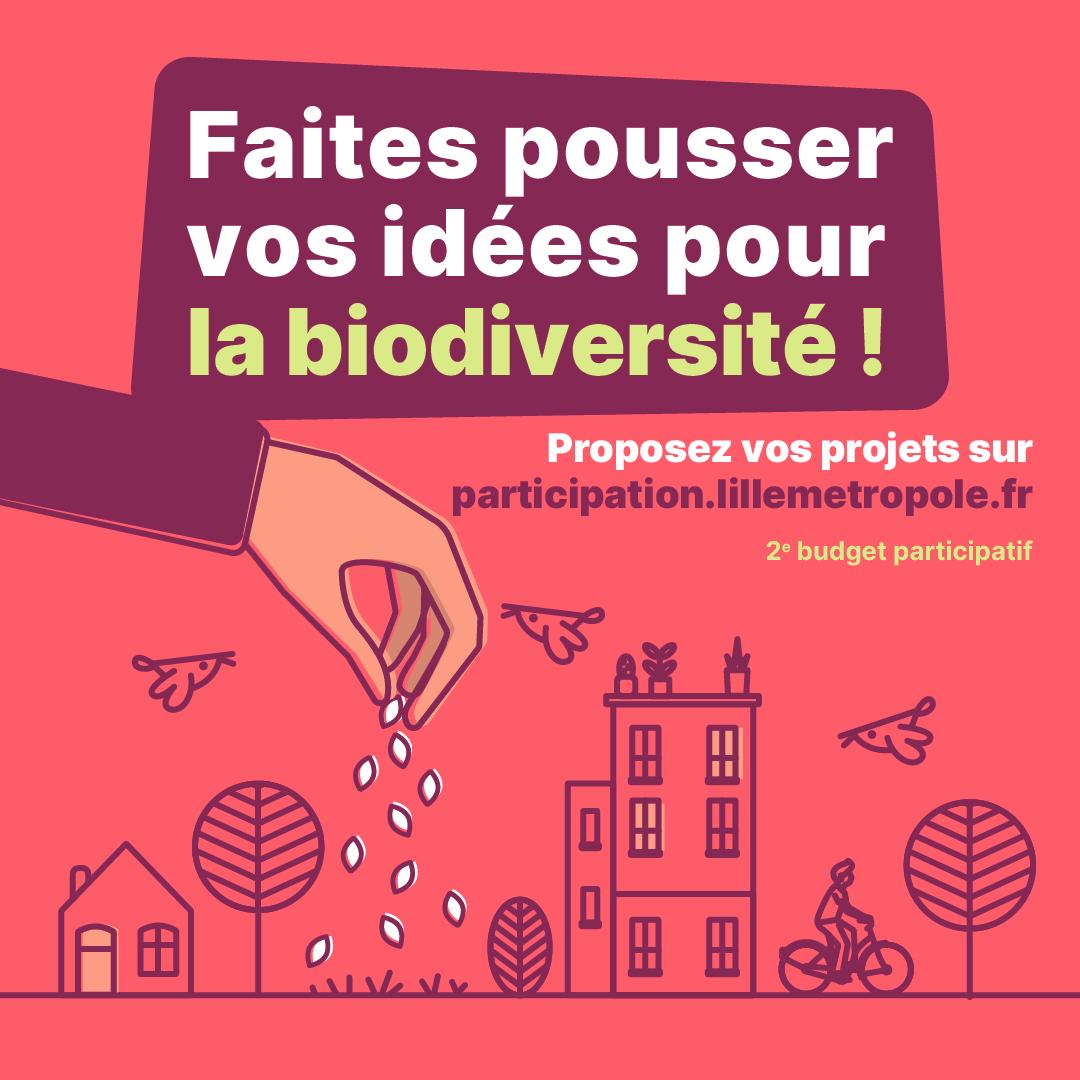 Faites pousser
vos idées pour
la biodiversité !
Proposez vos projets sur
participation.lillemetropole.fr
2ᵉ budget participatif